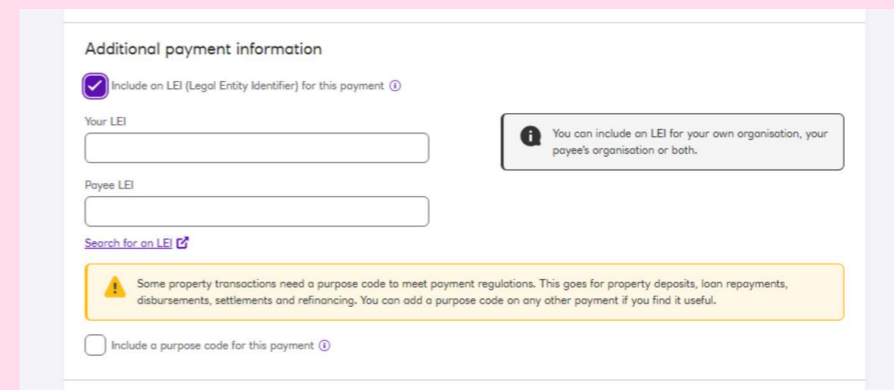 Additional payment information
Include an LEI (Legal Entity Identifier) for this payment
Your LEI
You can include an LEI for your own organisation, your
payee's organisation or both.
Payee LEI
Search for an LEI
Some property transactions need a purpose code to meet payment regulations. This goes for property deposits, loan repayments,
disbursements, settlements and refinancing. You can add a purpose code on any other payment if you find it useful.
Include a purpose code for this payment